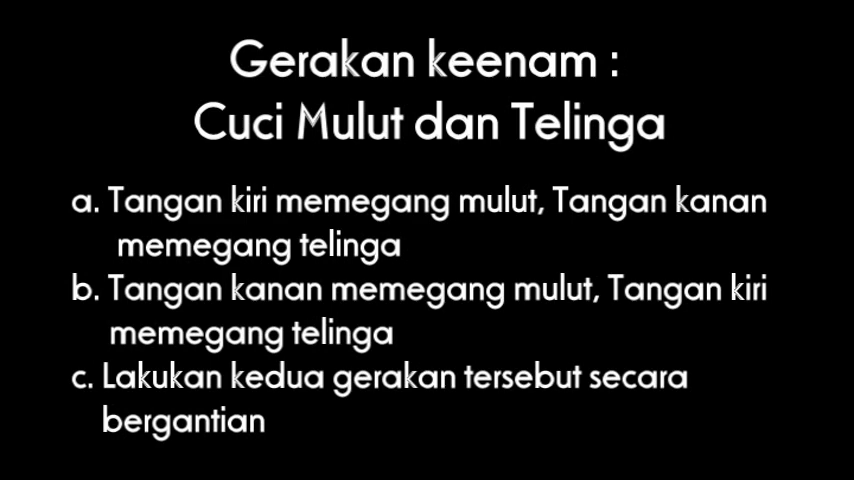 Gerakan keenam :
Cuci Mulut dan Telinga
a. Tangan kiri memegang mulut, Tangan kanan
memegang telinga
b. Tangan kanan memegang mulut, Tangan kiri
memegang telinga
c. Lakukan kedua gerakan tersebut secara
bergantian